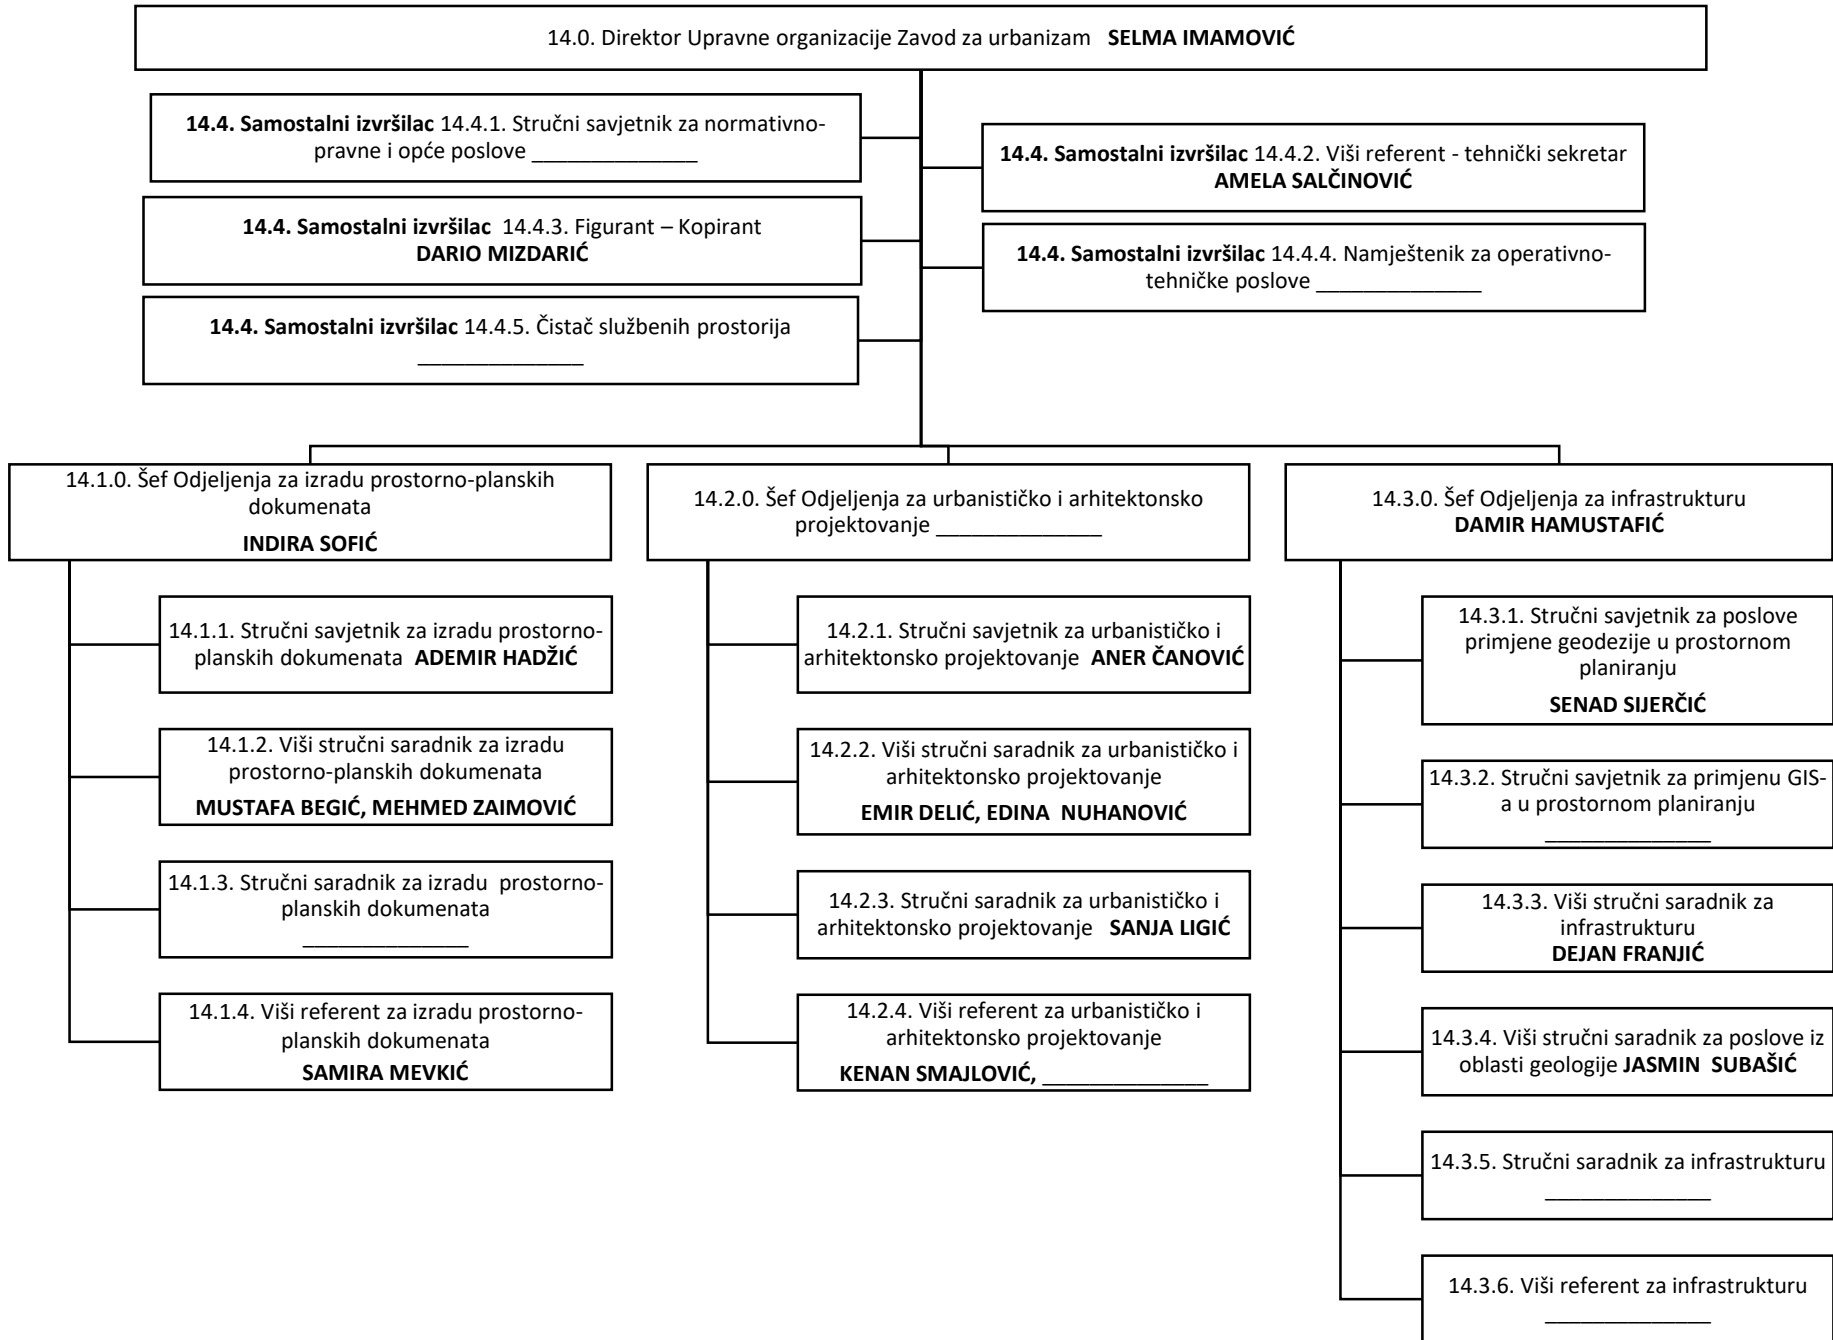 14.0. Direktor Upravne organizacije Zavod za urbanizam SELMA IMAMOVIĆ
14.4. Samostalni izvršilac 14.4.1. Stručni savjetnik za normativno-
pravne i opće poslove ______________
14.4. Samostalni izvršilac 14.4.2. Viši referent - tehnički sekretar
AMELA SALČINOVIĆ
14.4. Samostalni izvršilac 14.4.3. Figurant – Kopirant
DARIO MIZDARIĆ
14.4. Samostalni izvršilac 14.4.4. Namještenik za operativno-
tehničke poslove ______________
14.4. Samostalni izvršilac 14.4.5. Čistač službenih prostorija
______________
14.1.0. Šef Odjeljenja za izradu prostorno-planskih
dokumenata
INDIRA SOFIĆ
14.1.1. Stručni savjetnik za izradu prostorno-
planskih dokumenata ADEMIR HADŽIĆ
14.1.2. Viši stručni saradnik za izradu
prostorno-planskih dokumenata
MUSTAFA BEGIĆ, MEHMED ZAIMOVIĆ
14.1.3. Stručni saradnik za izradu prostorno-
planskih dokumenata
______________
14.1.4. Viši referent za izradu prostorno-
planskih dokumenata
SAMIRA MEVKIĆ
14.2.0. Šef Odjeljenja za urbanističko i arhitektonsko
projektovanje ______________
14.2.1. Stručni savjetnik za urbanističko i
arhitektonsko projektovanje ANER ČANOVIĆ
14.2.2. Viši stručni saradnik za urbanističko i
arhitektonsko projektovanje
EMIR DELIĆ, EDINA NUHANOVIĆ
14.2.3. Stručni saradnik za urbanističko i
arhitektonsko projektovanje SANJA LIGIĆ
14.2.4. Viši referent za urbanističko i
arhitektonsko projektovanje
KENAN SMAJLOVIĆ, ______________
14.3.0. Šef Odjeljenja za infrastrukturu
DAMIR HAMUSTAFIĆ
14.3.1. Stručni savjetnik za poslove
primjene geodezije u prostornom
planiranju
SENAD SIJERČIĆ
14.3.2. Stručni savjetnik za primjenu GIS-
a u prostornom planiranju
______________
14.3.3. Viši stručni saradnik za
infrastrukturu
DEJAN FRANJIĆ
14.3.4. Viši stručni saradnik za poslove iz
oblasti geologije JASMIN SUBAŠIĆ
14.3.5. Stručni saradnik za infrastrukturu
______________
14.3.6. Viši referent za infrastrukturu
______________